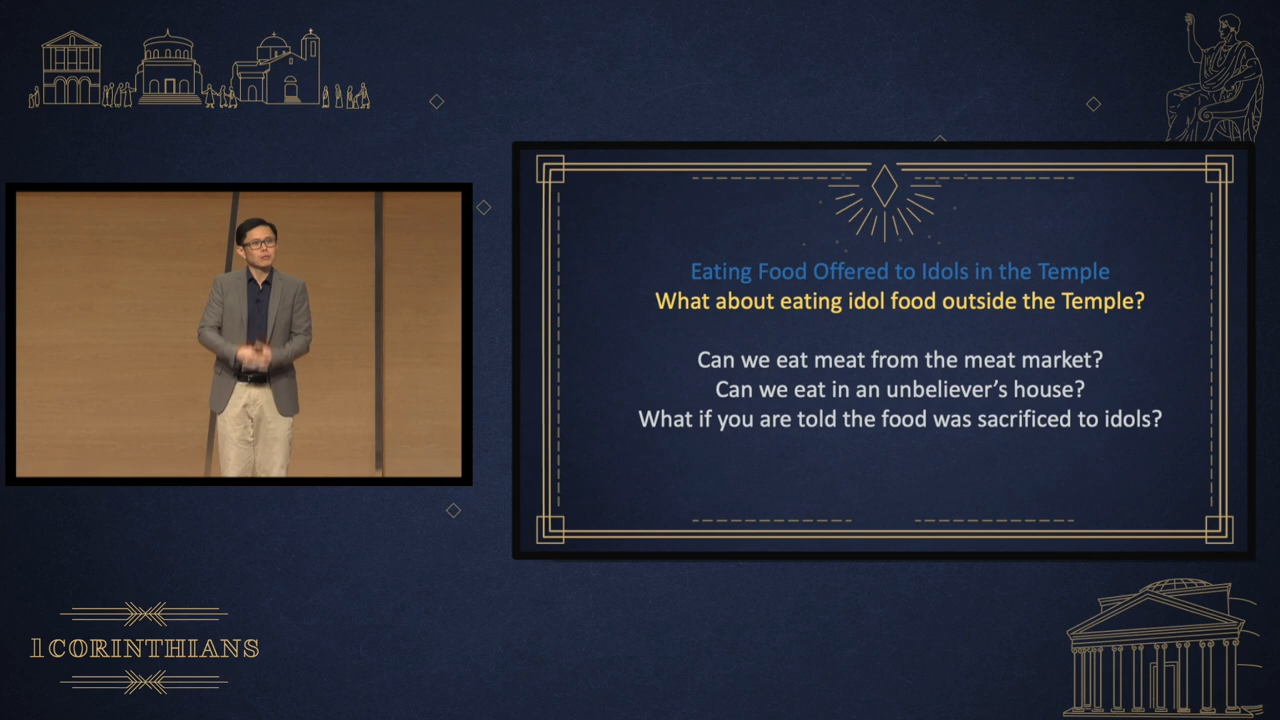 Eating Food Offered to Idols in the Temple
What about eating idol food outside the Temple?
Can we eat meat from the meat market?
Can we eat in an unbeliever's house?
What if you are told the food was sacrificed to idols?
1CORINTHIANS